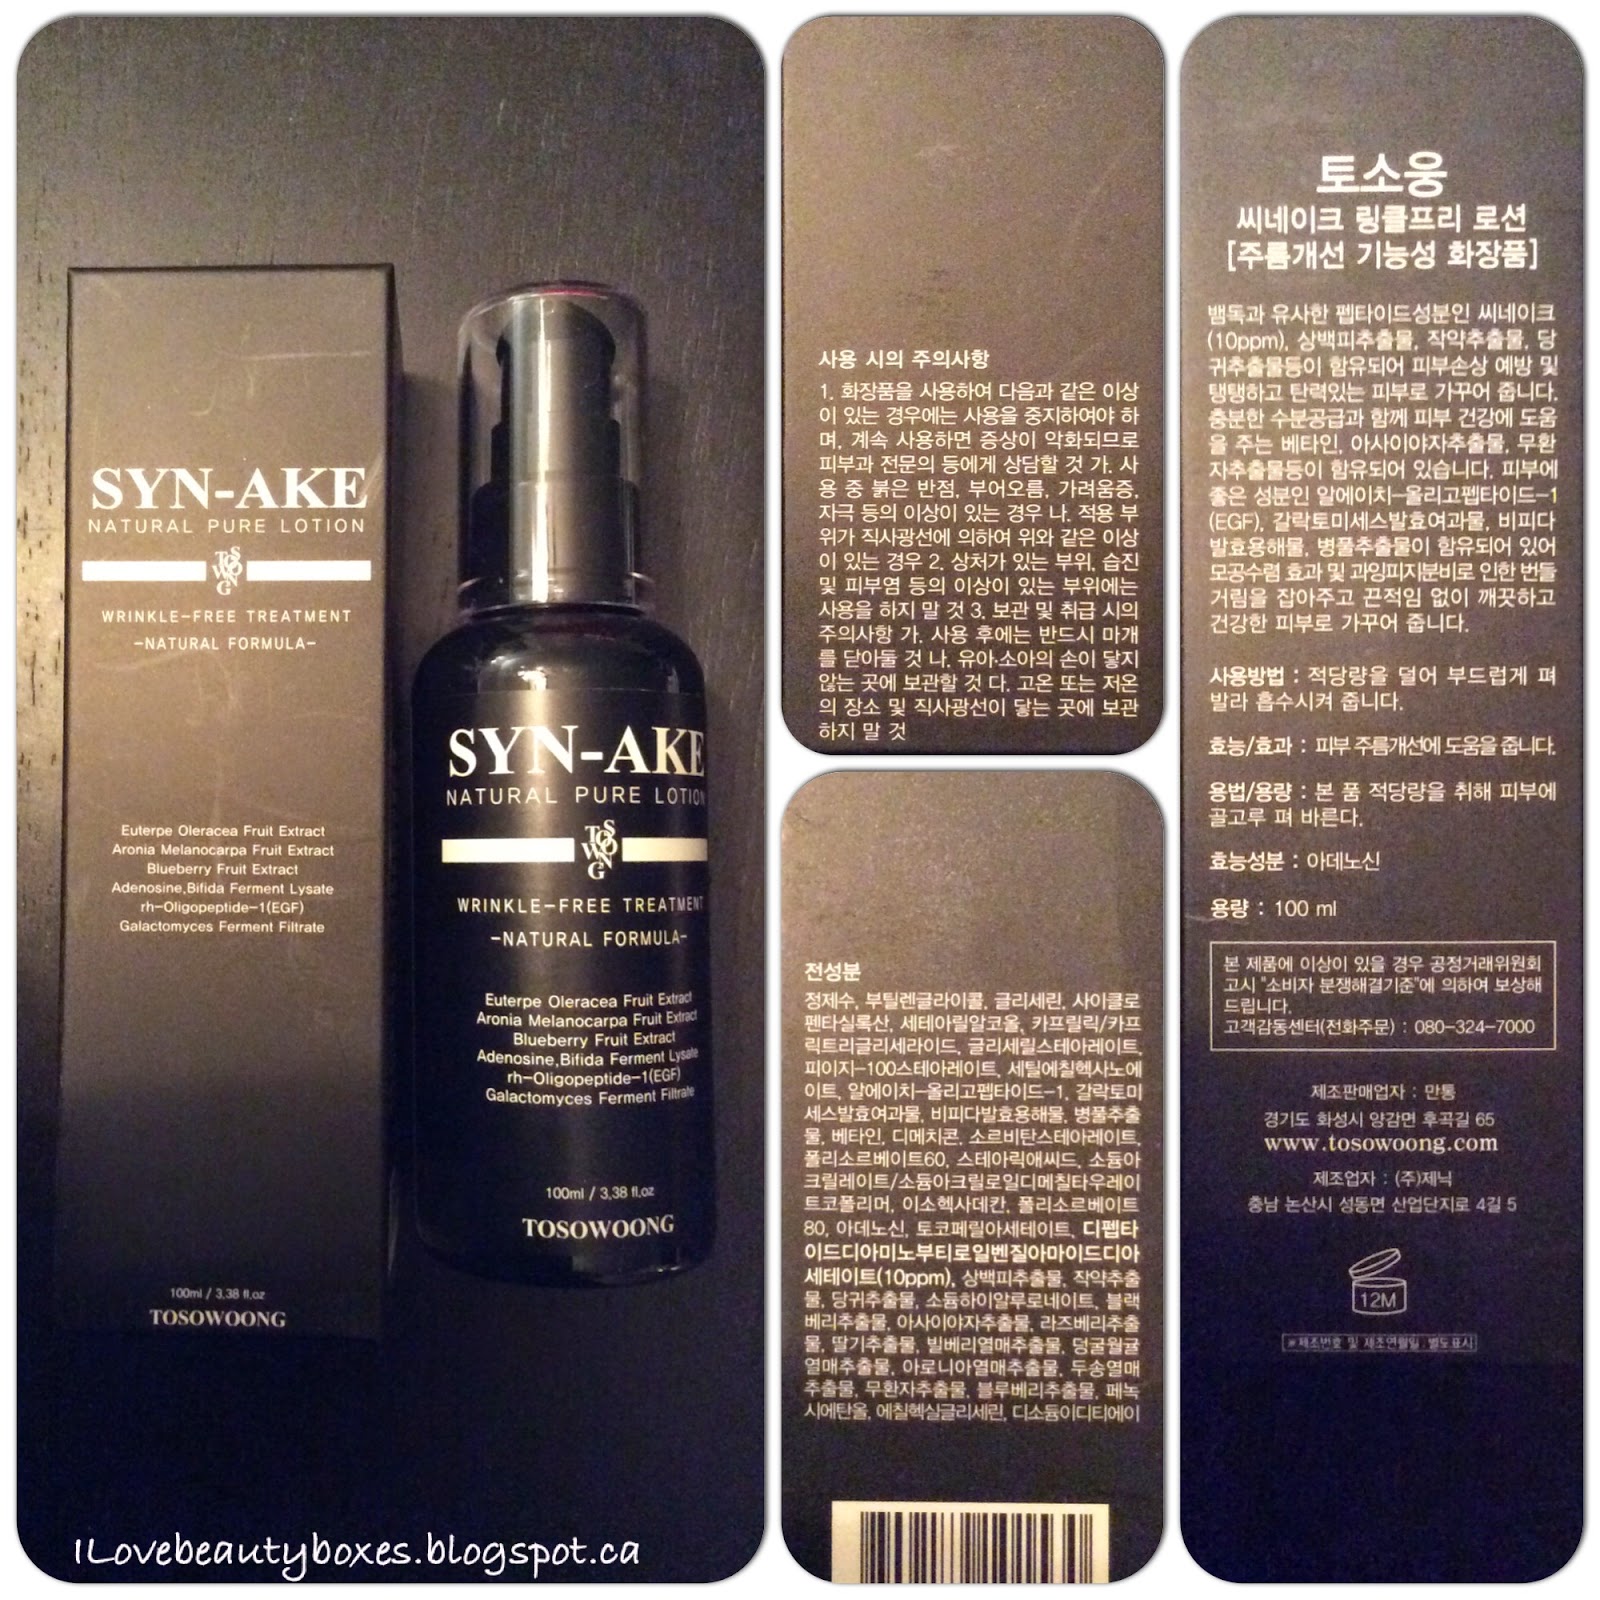 SYN-AKE
NATURAL PURE LOTION
TOSOWOONG
WRINKLE-FREE TREATMENT
-NATURAL FORMULA-
Euterpe Oleracea Fruit Extract
Aronia Melanocarpa Fruit Extract
Blueberry Fruit Extract
Adenosine,Bifida Ferment Lysate
rh-Oligopeptide-1(EGF)
Galactomyces Ferment Filtrate
100ml / 3,38 fl.oz
TOSOWOONG
SYN-AKE
NATURAL PURE LOTION
TOSOWOONG
WRINKLE-FREE TREATMENT
-NATURAL FORMULA-
Euterpe Oleracea Fruit Extract
Aronia Melanocarpa Fruit Extract
Blueberry Fruit Extract
Adenosine,Bifida Ferment Lysate
rh-Oligopeptide-1(EGF)
Galactomyces Ferment Filtrate
100ml / 3,38 fl.oz
TOSOWOONG
ILovebeautyboxes.blogspot.ca
사용 시의 주의사항
1. 화장품을 사용하여 다음과 같은 이상
이 있는 경우에는 사용을 중지하여야 하
며, 계속 사용하면 증상이 악화되므로
피부과 전문의 등에게 상담할 것 가. 사
용 중 붉은 반점, 부어오름, 가려움증,
자극 등의 이상이 있는 경우 나. 적용 부
위가 직사광선에 의하여 위와 같은 이상
이 있는 경우 2. 상처가 있는 부위, 습진
및 피부염 등의 이상이 있는 부위에는
사용을 하지 말 것 3. 보관 및 취급 시의
주의사항 가. 사용 후에는 반드시 마개
를 닫아둘 것 나. 유아·소아의 손이 닿지
않는 곳에 보관할 것 다. 고온 또는 저온
의 장소 및 직사광선이 닿는 곳에 보관
하지 말 것
전성분
정제수, 부틸렌글라이콜, 글리세린, 사이클로
펜타실록산, 세테아릴알코올, 카프릴릭/카프
릭트리글리세라이드, 글리세릴스테아레이트,
피이지-100스테아레이트, 세틸에칠헥사노에
이트, 알에이치-올리고펩타이드-1, 갈락토미
세스발효여과물, 비피다발효용해물, 병풀추출
물, 베타인, 디메치콘, 소르비탄스테아레이트,
폴리소르베이트60, 스테아릭애씨드, 소듐아
크릴레이트/소듐아크릴로일디메칠타우레이
트코폴리머, 이소헥사데칸, 폴리소르베이트
80, 아데노신, 토코페릴아세테이트, 디펩타
이드디아미노부티로일벤질아마이드디아
세테이트(10ppm), 상백피추출물, 작약추출
물, 당귀추출물, 소듐하이알루로네이트, 블랙
베리추출물, 아사이야자추출물, 라즈베리추출
물, 딸기추출물, 빌베리열매추출물, 덩굴월귤
열매추출물, 아로니아열매추출물, 두송열매
추출물, 무환자추출물, 블루베리추출물, 페녹
시에탄올, 에칠헥실글리세린, 디소듐이디티에이
토소웅
씨네이크 링클프리 로션
[주름개선 기능성 화장품]
뱀독과 유사한 펩타이드성분인 씨네이크
(10ppm), 상백피추출물, 작약추출물, 당
귀추출물등이 함유되어 피부손상 예방 및
탱탱하고 탄력있는 피부로 가꾸어 줍니다.
충분한 수분공급과 함께 피부 건강에 도움
을 주는 베타인, 아사이야자추출물, 무환
자추출물등이 함유되어 있습니다. 피부에
좋은 성분인 알에이치-올리고펩타이드-1
(EGF), 갈락토미세스발효여과물, 비피다
발효용해물, 병풀추출물이 함유되어 있어
모공수렴 효과 및 과잉피지분비로 인한 번들
거림을 잡아주고 끈적임 없이 깨끗하고
건강한 피부로 가꾸어 줍니다.
사용방법 : 적당량을 덜어 부드럽게 펴
발라 흡수시켜 줍니다.
효능/효과 : 피부 주름개선에 도움을 줍니다.
용법/용량 : 본 품 적당량을 취해 피부에
골고루 펴 바른다.
효능성분 : 아데노신
용량 : 100 ml
본 제품에 이상이 있을 경우 공정거래위원회
고시 "소비자 분쟁해결기준"에 의하여 보상해
드립니다.
고객감동센터(전화주문) : 080-324-7000
제조판매업자 : 만통
경기도 화성시 양감면 후곡길 65
www.tosowoong.com
제조업자 : (주)제닉
충남 논산시 성동면 산업단지로 4길 5
12M
※제조번호 및 제조연월일 : 별도표시